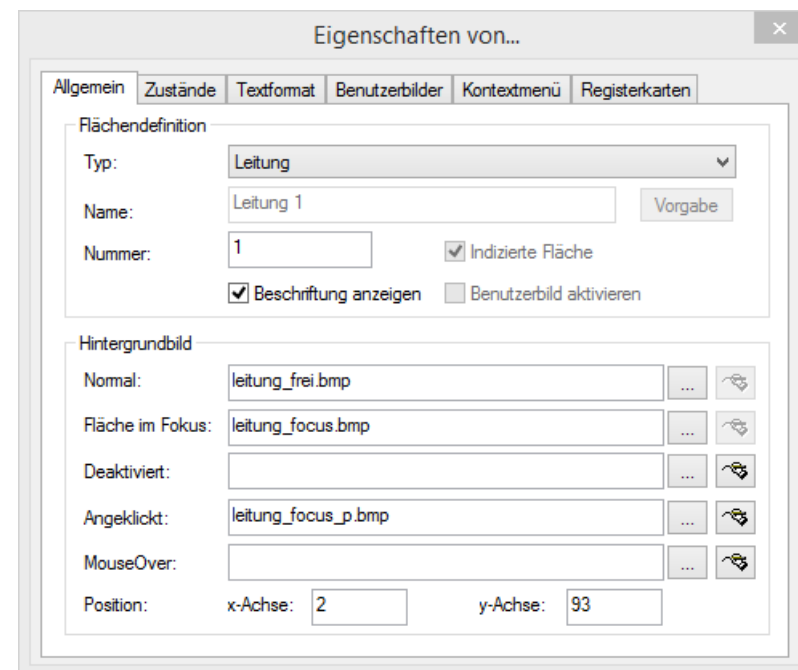 Eigenschaften von...
Allgemein Zustände Textformat Benutzerbilder Kontextmenü Registerkarten
Flächendefinition
Typ: Leitung
Name: Leitung 1 Vorgabe
Nummer: 1 Indizierte Fläche
Beschriftung anzeigen Benutzerbild aktivieren
Hintergrundbild
Normal: leitung_frei.bmp ...
Fläche im Fokus: leitung_focus.bmp ...
Deaktiviert: ...
Angeklickt: leitung_focus_p.bmp ...
MouseOver: ...
Position: x-Achse: 2 y-Achse: 93